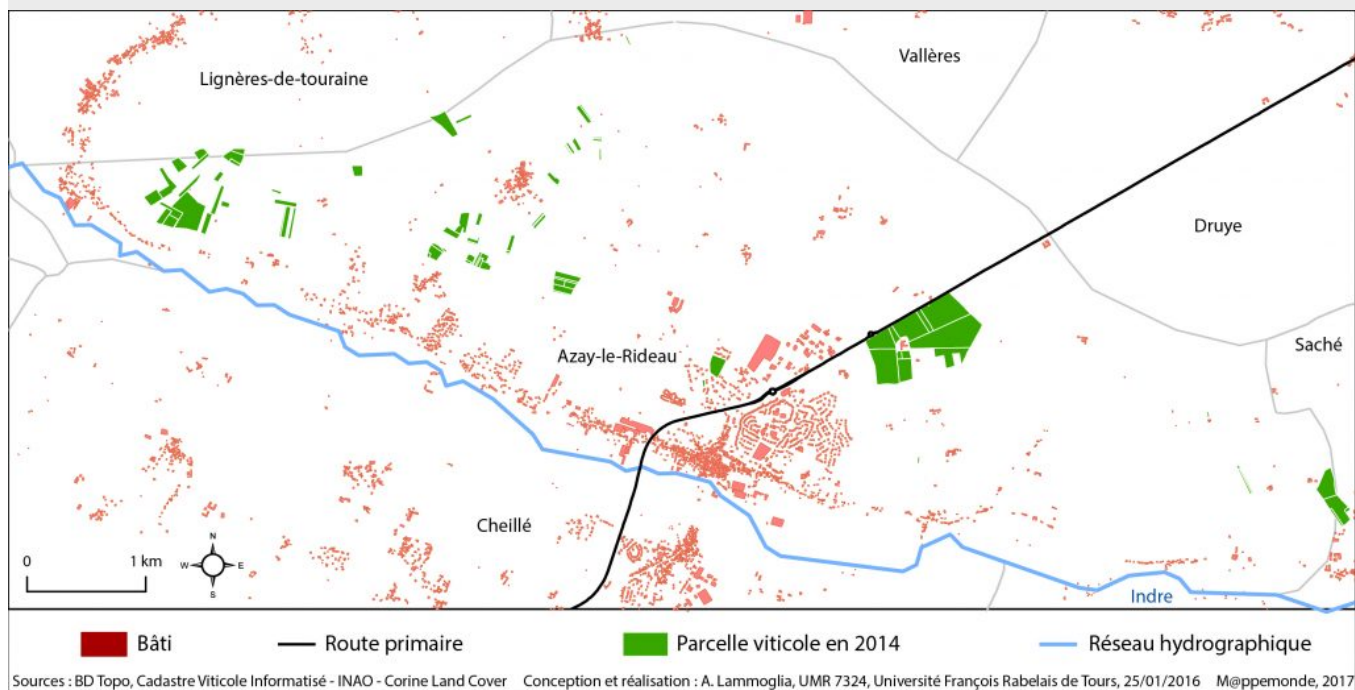 Vallères
Lignères-de-touraine
Druye
Saché
Azay-le-Rideau
Cheillé
0 1 km
N
W E
S
Indre
Bâti Route primaire Parcelle viticole en 2014 Réseau hydrographique
Sources : BD Topo, Cadastre Viticole Informatisé - INAO - Corine Land Cover Conception et réalisation : A. Lammoglia, UMR 7324, Université François Rabelais de Tours, 25/01/2016 M@ppemonde, 2017